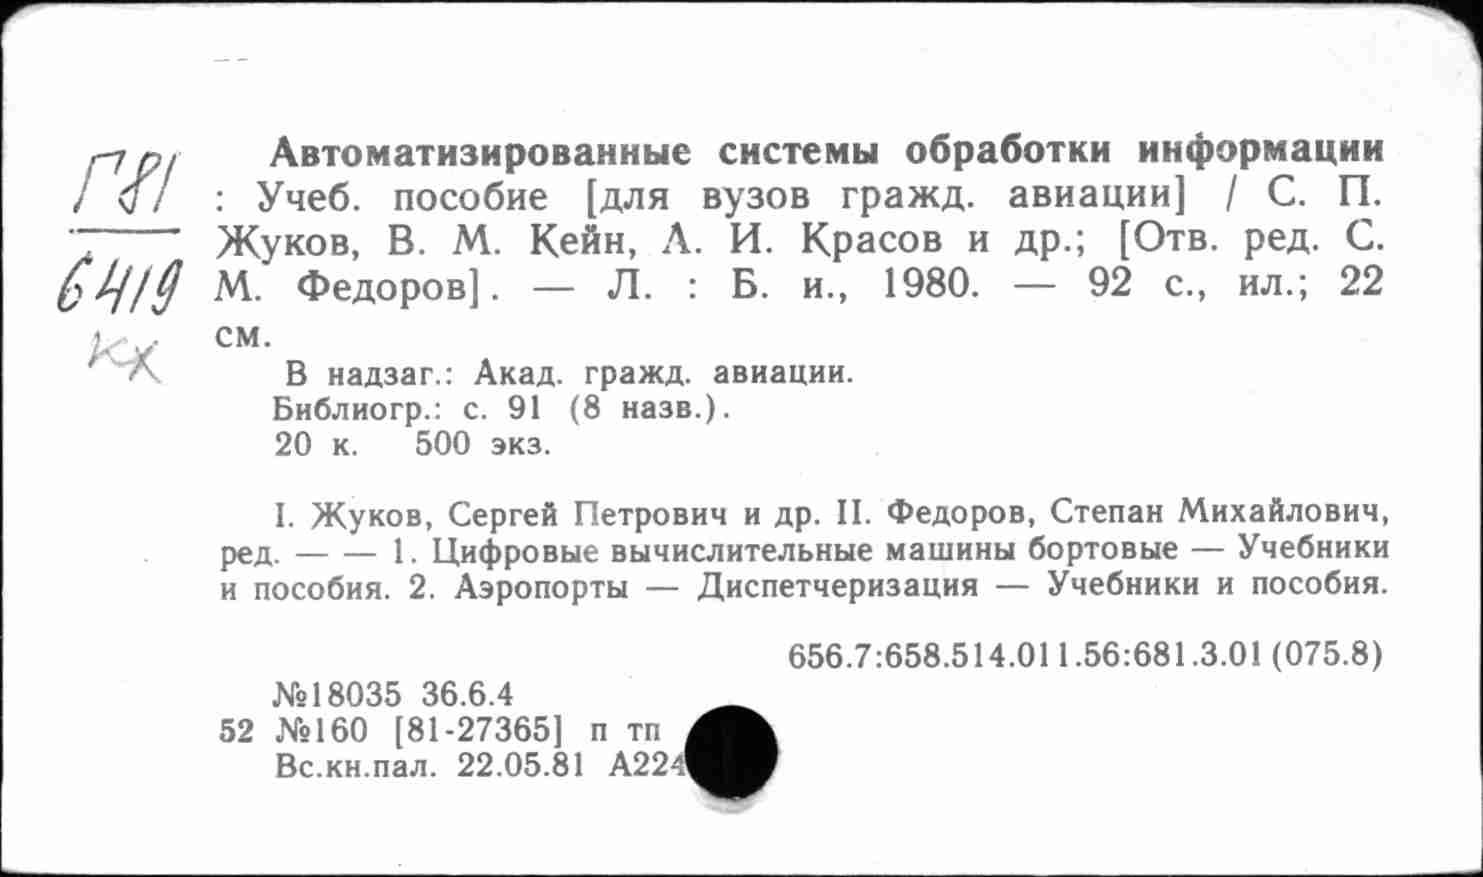 Г81
6419
кх
Автоматизированные системы обработки информации
: Учеб. пособие [для вузов гражд. авиации] / С. П.
Жуков, В. М. Кейн, Л. И. Красов и др.; [Отв. ред. С.
М. Федоров]. — Л. : Б. и., 1980. — 92 с., ил.; 22
см.
В надзаг.: Акад. гражд. авиации.
Библиогр.: с. 91 (8 назв.).
20 к. 500 экз.
I. Жуков, Сергей Петрович и др. II. Федоров, Степан Михайлович,
ред. — — 1. Цифровые вычислительные машины бортовые — Учебники
и пособия. 2. Аэропорты — Диспетчеризация — Учебники и пособия.
656.7:658.514.011.56:681.3.01(075.8)
№18035 36.6.4
52 №160 [81-27365] п тп
Вс.кн.пал. 22.05.81 А224